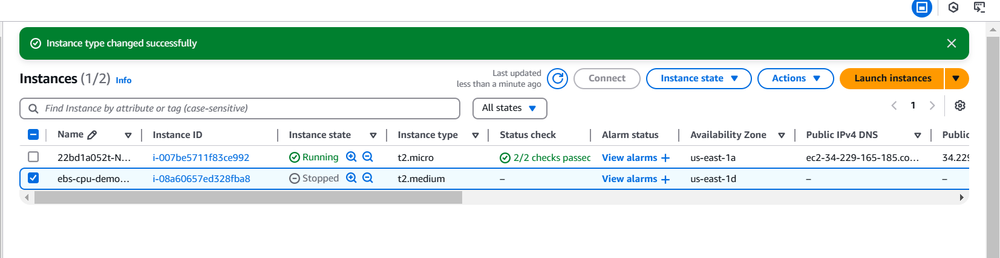 Instance type changed successfully
Instances (1/2) Info
Last updated
less than a minute ago
Connect
Instance state
Actions
Launch instances
Find Instance by attribute or tag (case-sensitive)
All states
1
Name Instance ID Instance state Instance type Status check Alarm status Availability Zone Public IPv4 DNS Public
22bd1a052t-N... i-007be5711f83ce992 Running t2.micro 2/2 checks passed View alarms + us-east-1a ec2-34-229-165-185.co... 34.229
ebs-cpu-demo... i-08a60657ed328fba8 Stopped t2.medium – View alarms + us-east-1d – –